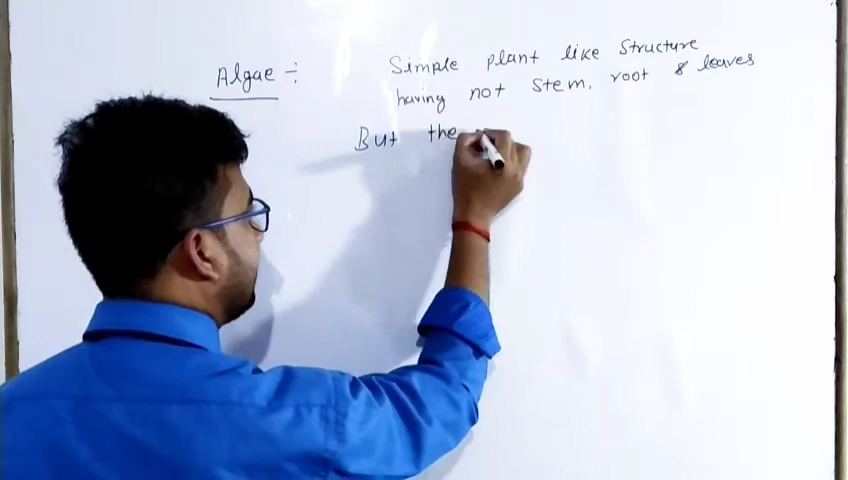 Algae ÷ Simple plant like Structure
having not stem, root & leaves
But the